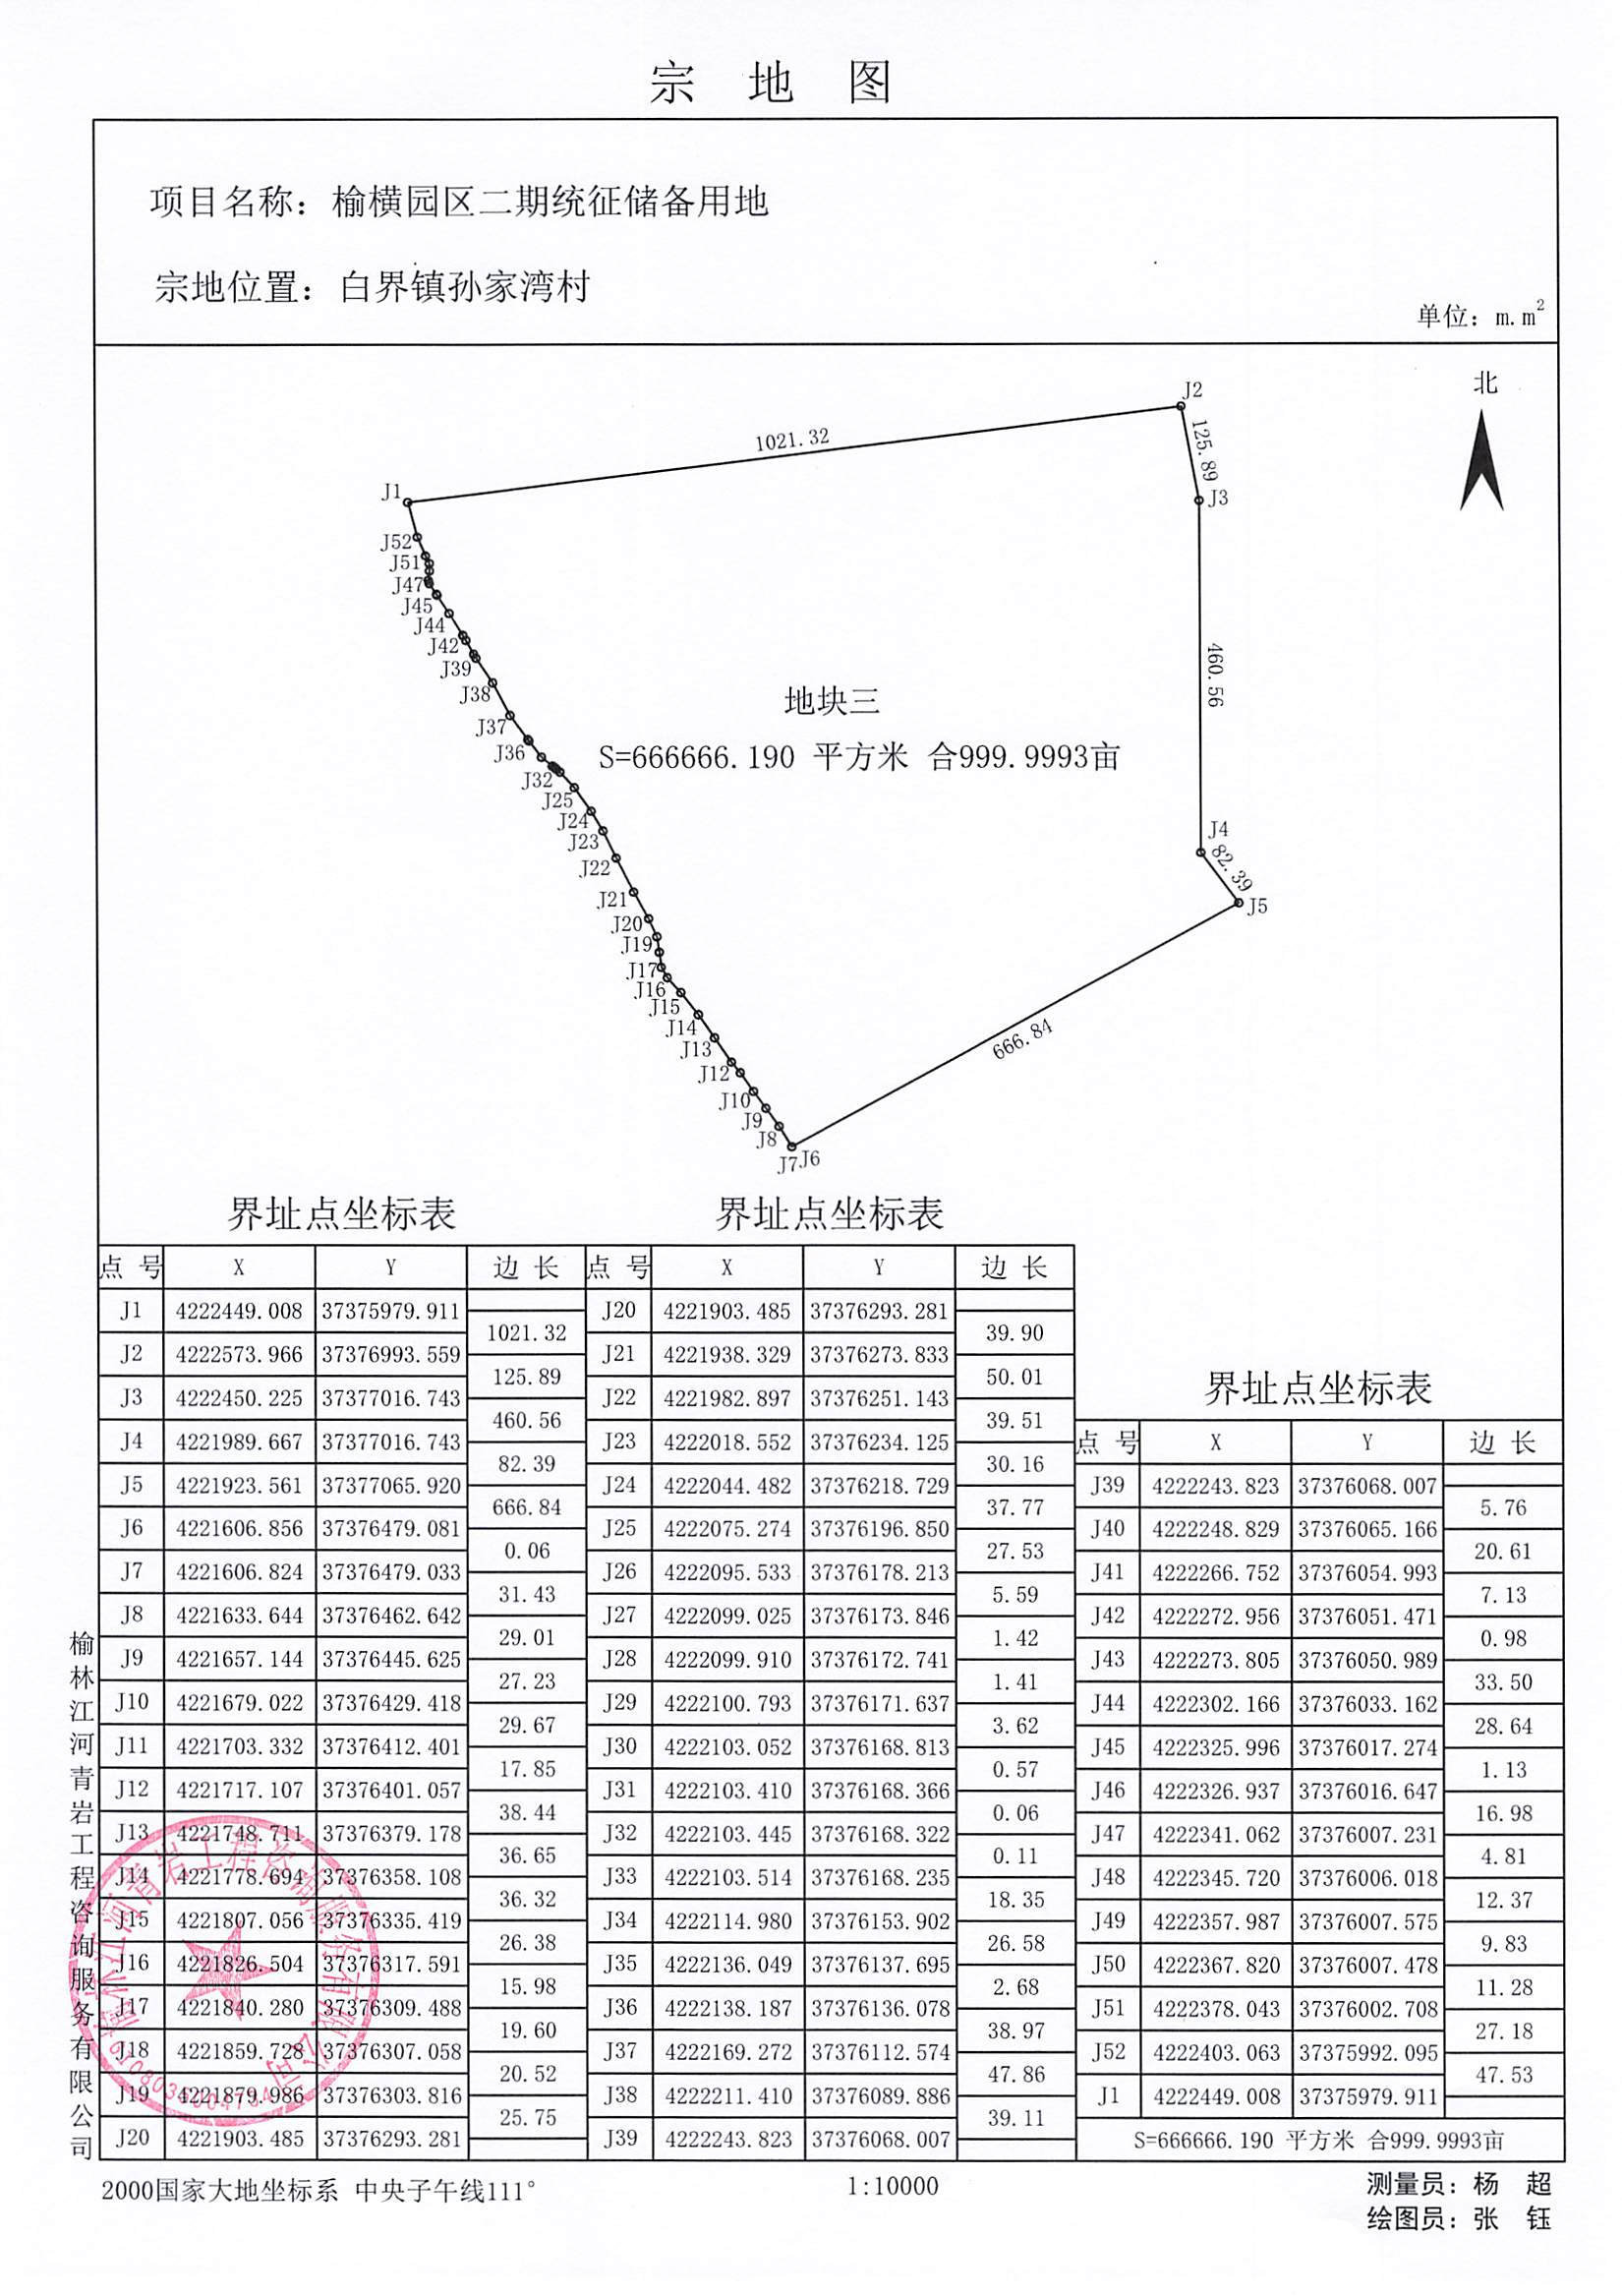 宗 地 图
项目名称：榆横园区二期统征储备用地
宗地位置：白界镇孙家湾村
单位：m.m²
北
J2
125.89
1021.32
J1
J3
J52
J51
J47
J45
J44
J42
J39
J38
J37
J36
J32
J25
J24
J23
J22
J21
J20
J19
J17
J16
J15
J14
J13
J12
J10
J9
J8
J7J6
460.56
地块三
S=666666.190 平方米 合999.9993亩
J4
82.39
J5
666.84
界址点坐标表
点 号 X Y 边 长
J1 4222449.008 37375979.911
1021.32
J2 4222573.966 37376993.559
125.89
J3 4222450.225 37377016.743
460.56
J4 4221989.667 37377016.743
82.39
J5 4221923.561 37377065.920
666.84
J6 4221606.856 37376479.081
0.06
J7 4221606.824 37376479.033
31.43
J8 4221633.644 37376462.642
29.01
J9 4221657.144 37376445.625
27.23
J10 4221679.022 37376429.418
29.67
J11 4221703.332 37376412.401
17.85
J12 4221717.107 37376401.057
38.44
J13 4221748.711 37376379.178
36.65
J14 4221778.694 37376358.108
36.32
J15 4221807.056 37376335.419
26.38
J16 4221826.504 37376317.591
15.98
J17 4221840.280 37376309.488
19.60
J18 4221859.728 37376307.058
20.52
J19 4221879.986 37376303.816
25.75
J20 4221903.485 37376293.281
界址点坐标表
点 号 X Y 边 长
J20 4221903.485 37376293.281
39.90
J21 4221938.329 37376273.833
50.01
J22 4221982.897 37376251.143
39.51
J23 4222018.552 37376234.125
30.16
J24 4222044.482 37376218.729
37.77
J25 4222075.274 37376196.850
27.53
J26 4222095.533 37376178.213
5.59
J27 4222099.025 37376173.846
1.42
J28 4222099.910 37376172.741
1.41
J29 4222100.793 37376171.637
3.62
J30 4222103.052 37376168.813
0.57
J31 4222103.410 37376168.366
0.06
J32 4222103.445 37376168.322
0.11
J33 4222103.514 37376168.235
18.35
J34 4222114.980 37376153.902
26.58
J35 4222136.049 37376137.695
2.68
J36 4222138.187 37376136.078
38.97
J37 4222169.272 37376112.574
47.86
J38 4222211.410 37376089.886
39.11
J39 4222243.823 37376068.007
界址点坐标表
点 号 X Y 边 长
J39 4222243.823 37376068.007
5.76
J40 4222248.829 37376065.166
20.61
J41 4222266.752 37376054.993
7.13
J42 4222272.956 37376051.471
0.98
J43 4222273.805 37376050.989
33.50
J44 4222302.166 37376033.162
28.64
J45 4222325.996 37376017.274
1.13
J46 4222326.937 37376016.647
16.98
J47 4222341.062 37376007.231
4.81
J48 4222345.720 37376006.018
12.37
J49 4222357.987 37376007.575
9.83
J50 4222367.820 37376007.478
11.28
J51 4222378.043 37376002.708
27.18
J52 4222403.063 37375992.095
47.53
J1 4222449.008 37375979.911
S=666666.190 平方米 合999.9993亩
榆林江河青岩工程咨询服务有限公司
榆林江河青岩工程咨询服务有限公司
2000国家大地坐标系 中央子午线111°
1:10000
测量员：杨 超
绘图员：张 钰